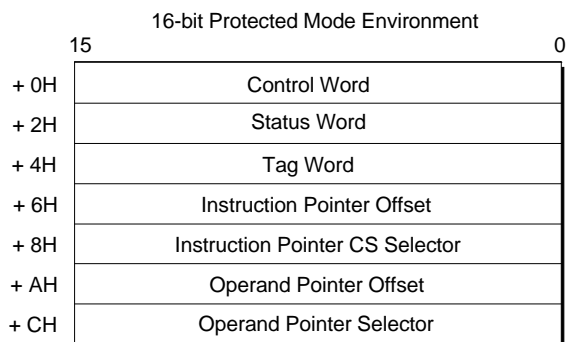 16-bit Protected Mode Environment
15 0
+ 0H Control Word
+ 2H Status Word
+ 4H Tag Word
+ 6H Instruction Pointer Offset
+ 8H Instruction Pointer CS Selector
+ AH Operand Pointer Offset
+ CH Operand Pointer Selector